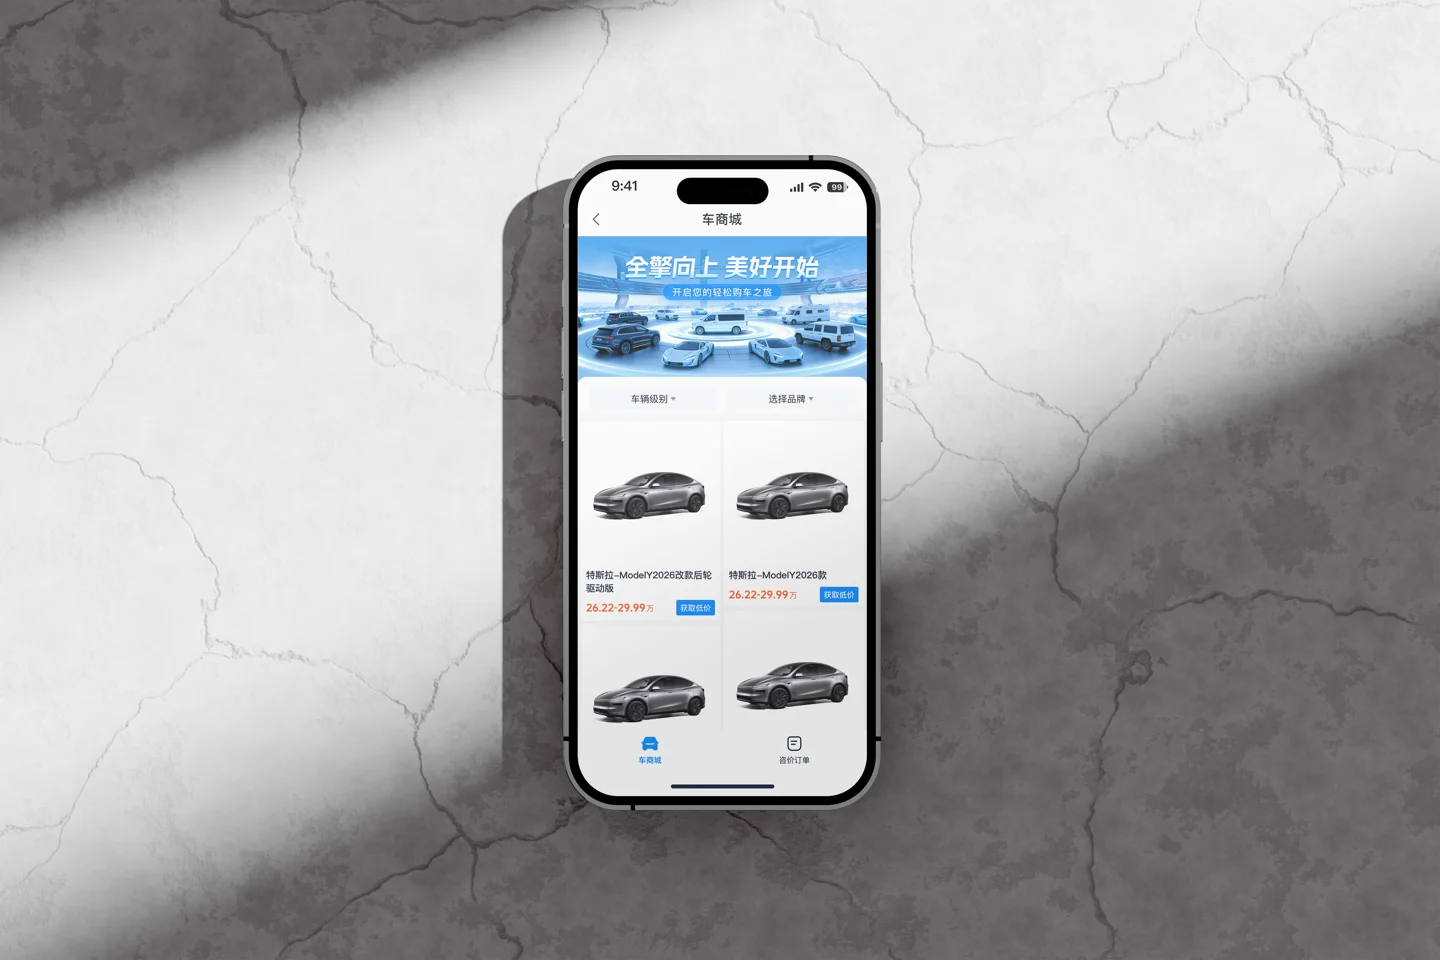 9:41
99
车商城
全擎向上 美好开始
开启您的轻松购车之旅
车辆级别
选择品牌
特斯拉-ModelY2026改款后轮
驱动版
26.22-29.99万
获取低价
特斯拉-ModelY2026款
26.22-29.99万
获取低价
车商城
咨价订单